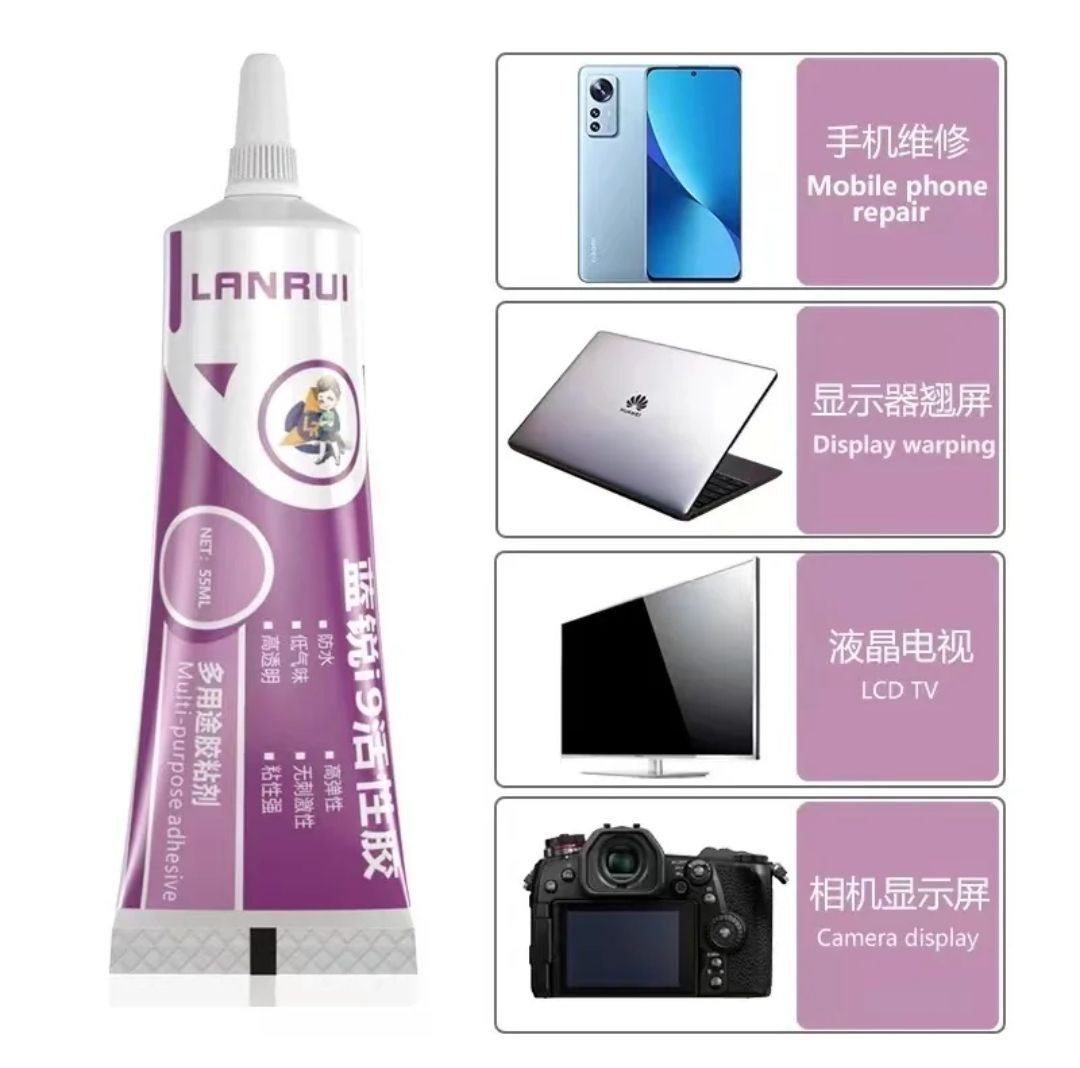 LANRUI
LR
NET: 55ML
蓝锐i9活性胶
■ 防水
■ 低气味
■ 高透明
■ 高弹性
■ 无刺激性
■ 粘性强
多用途胶粘剂
Multi-purpose adhesive
手机维修
Mobile phone
repair
xiaomi
显示器翘屏
Display warping
HUAWEI
液晶电视
LCD TV
相机显示屏
Camera display